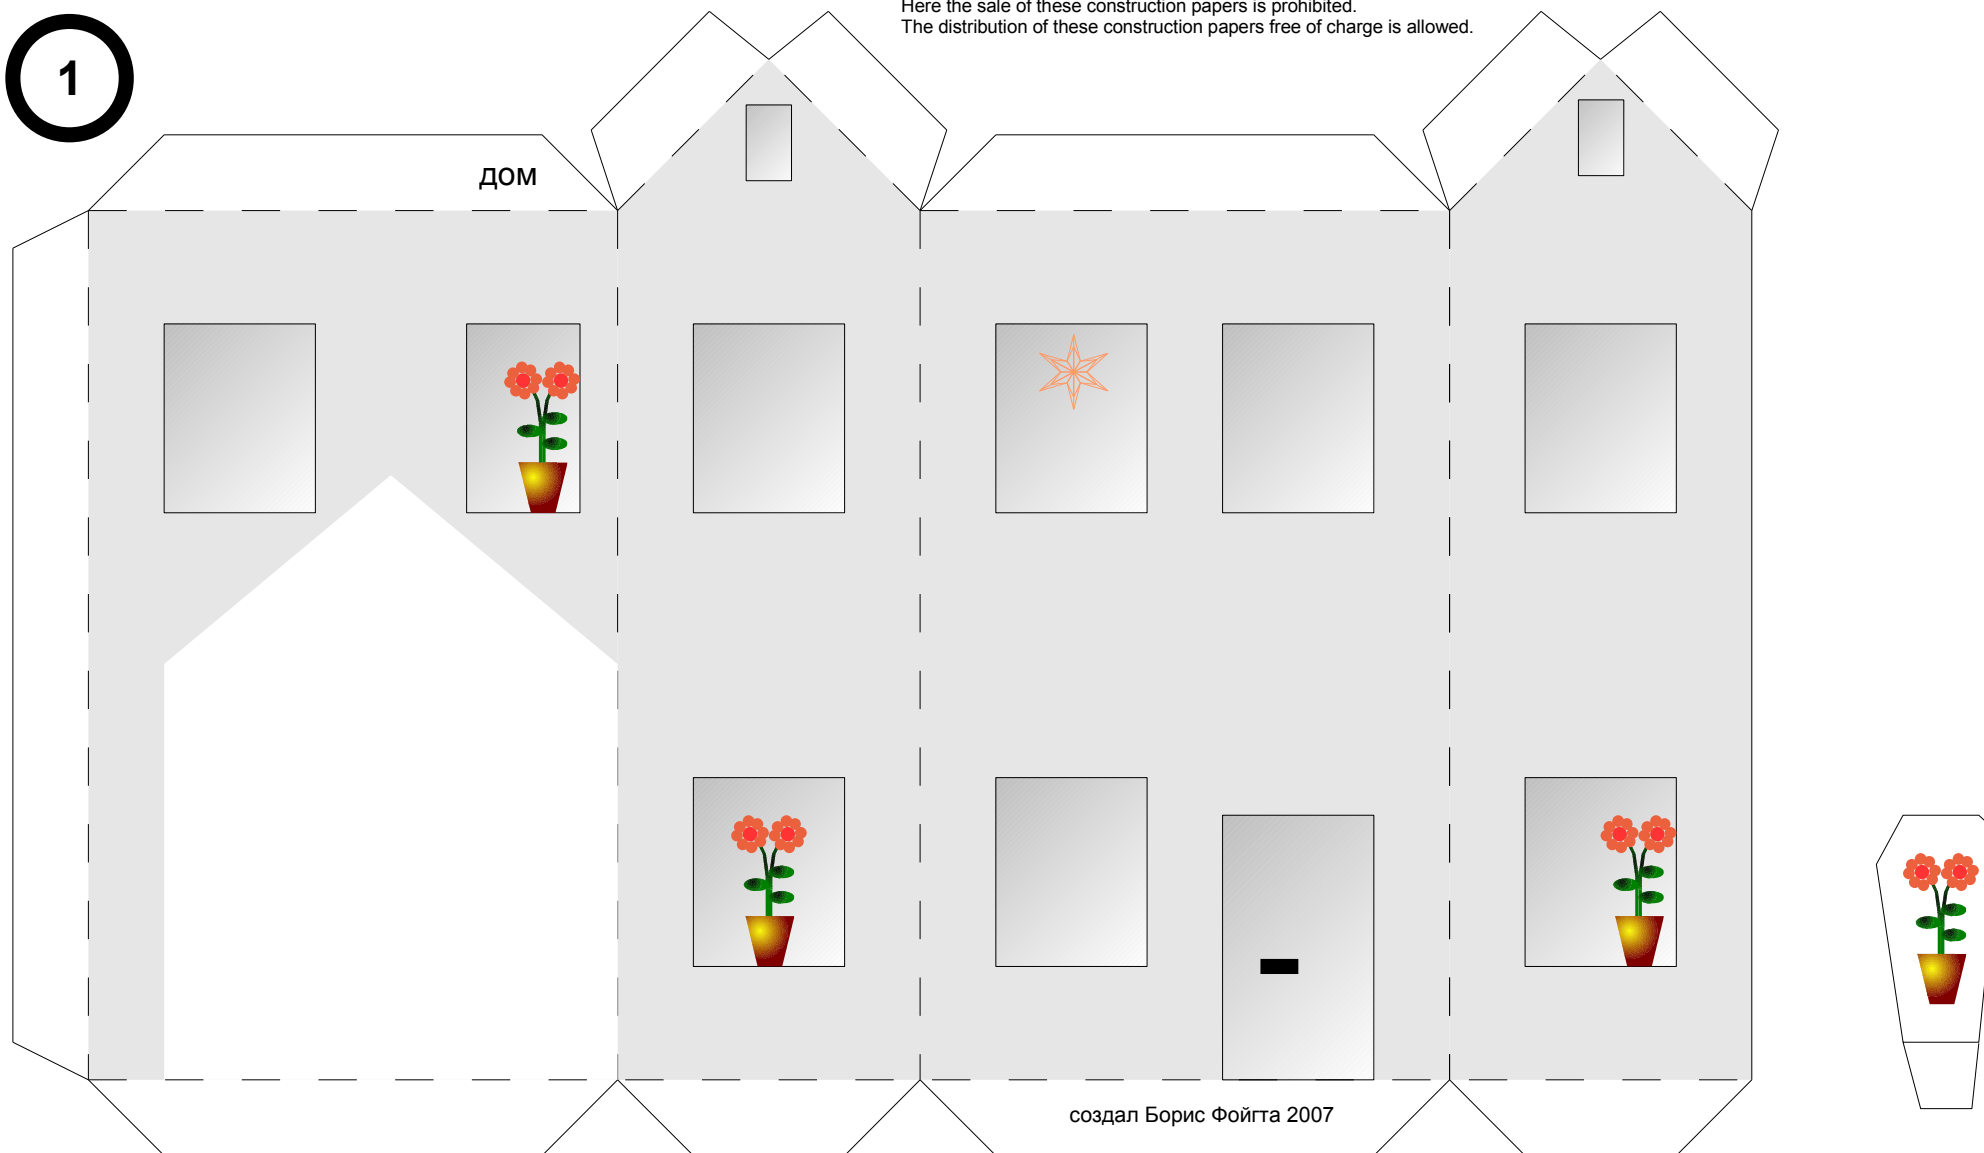 Here the sale of these construction papers is prohibited.
The distribution of these construction papers free of charge is allowed.
1
дом
создал Борис Фойгта 2007